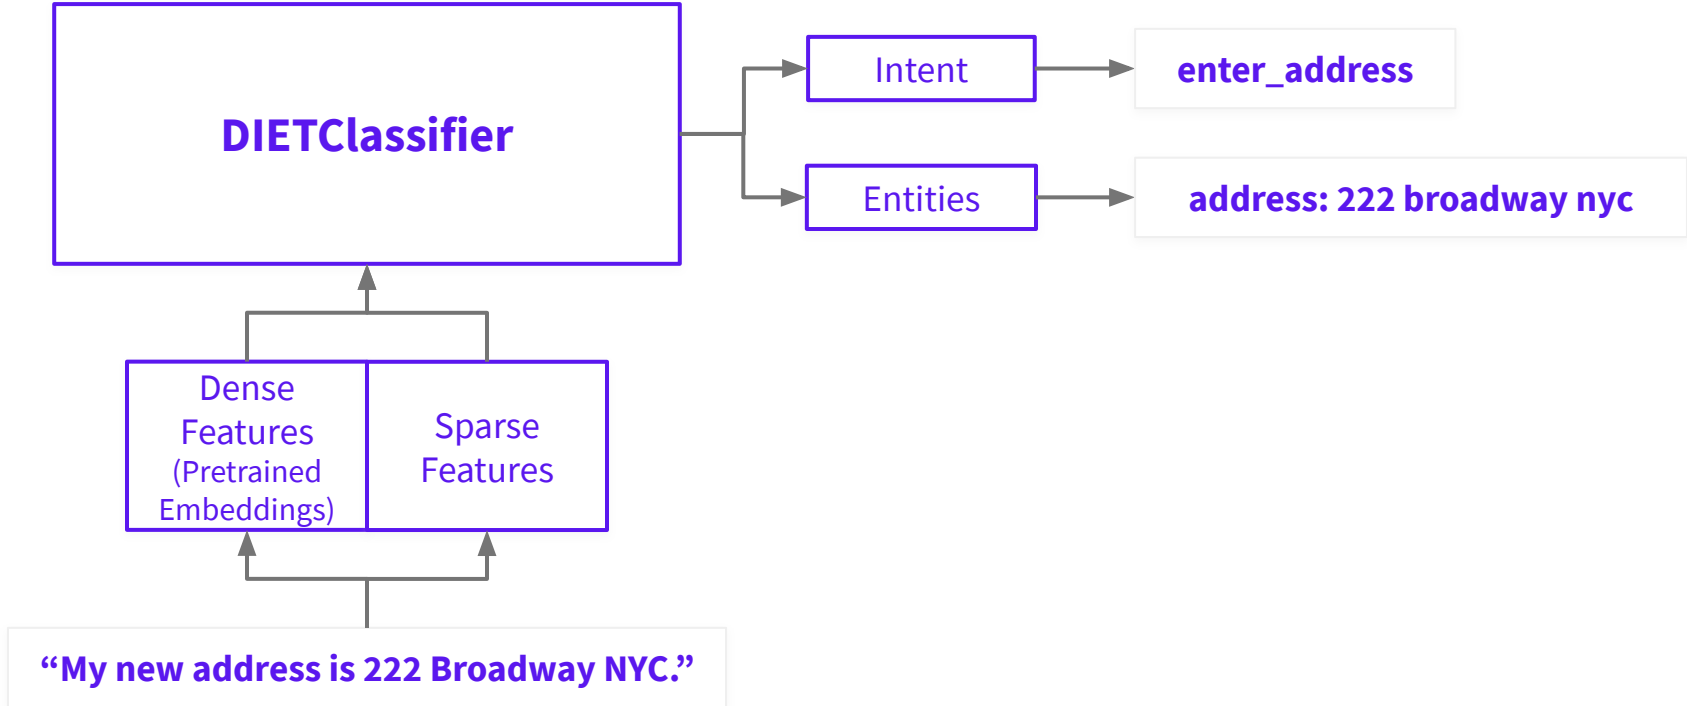 DIETClassifier
Intent
enter_address
Entities
address: 222 broadway nyc
Dense
Features
(Pretrained
Embeddings)
Sparse
Features
“My new address is 222 Broadway NYC.”